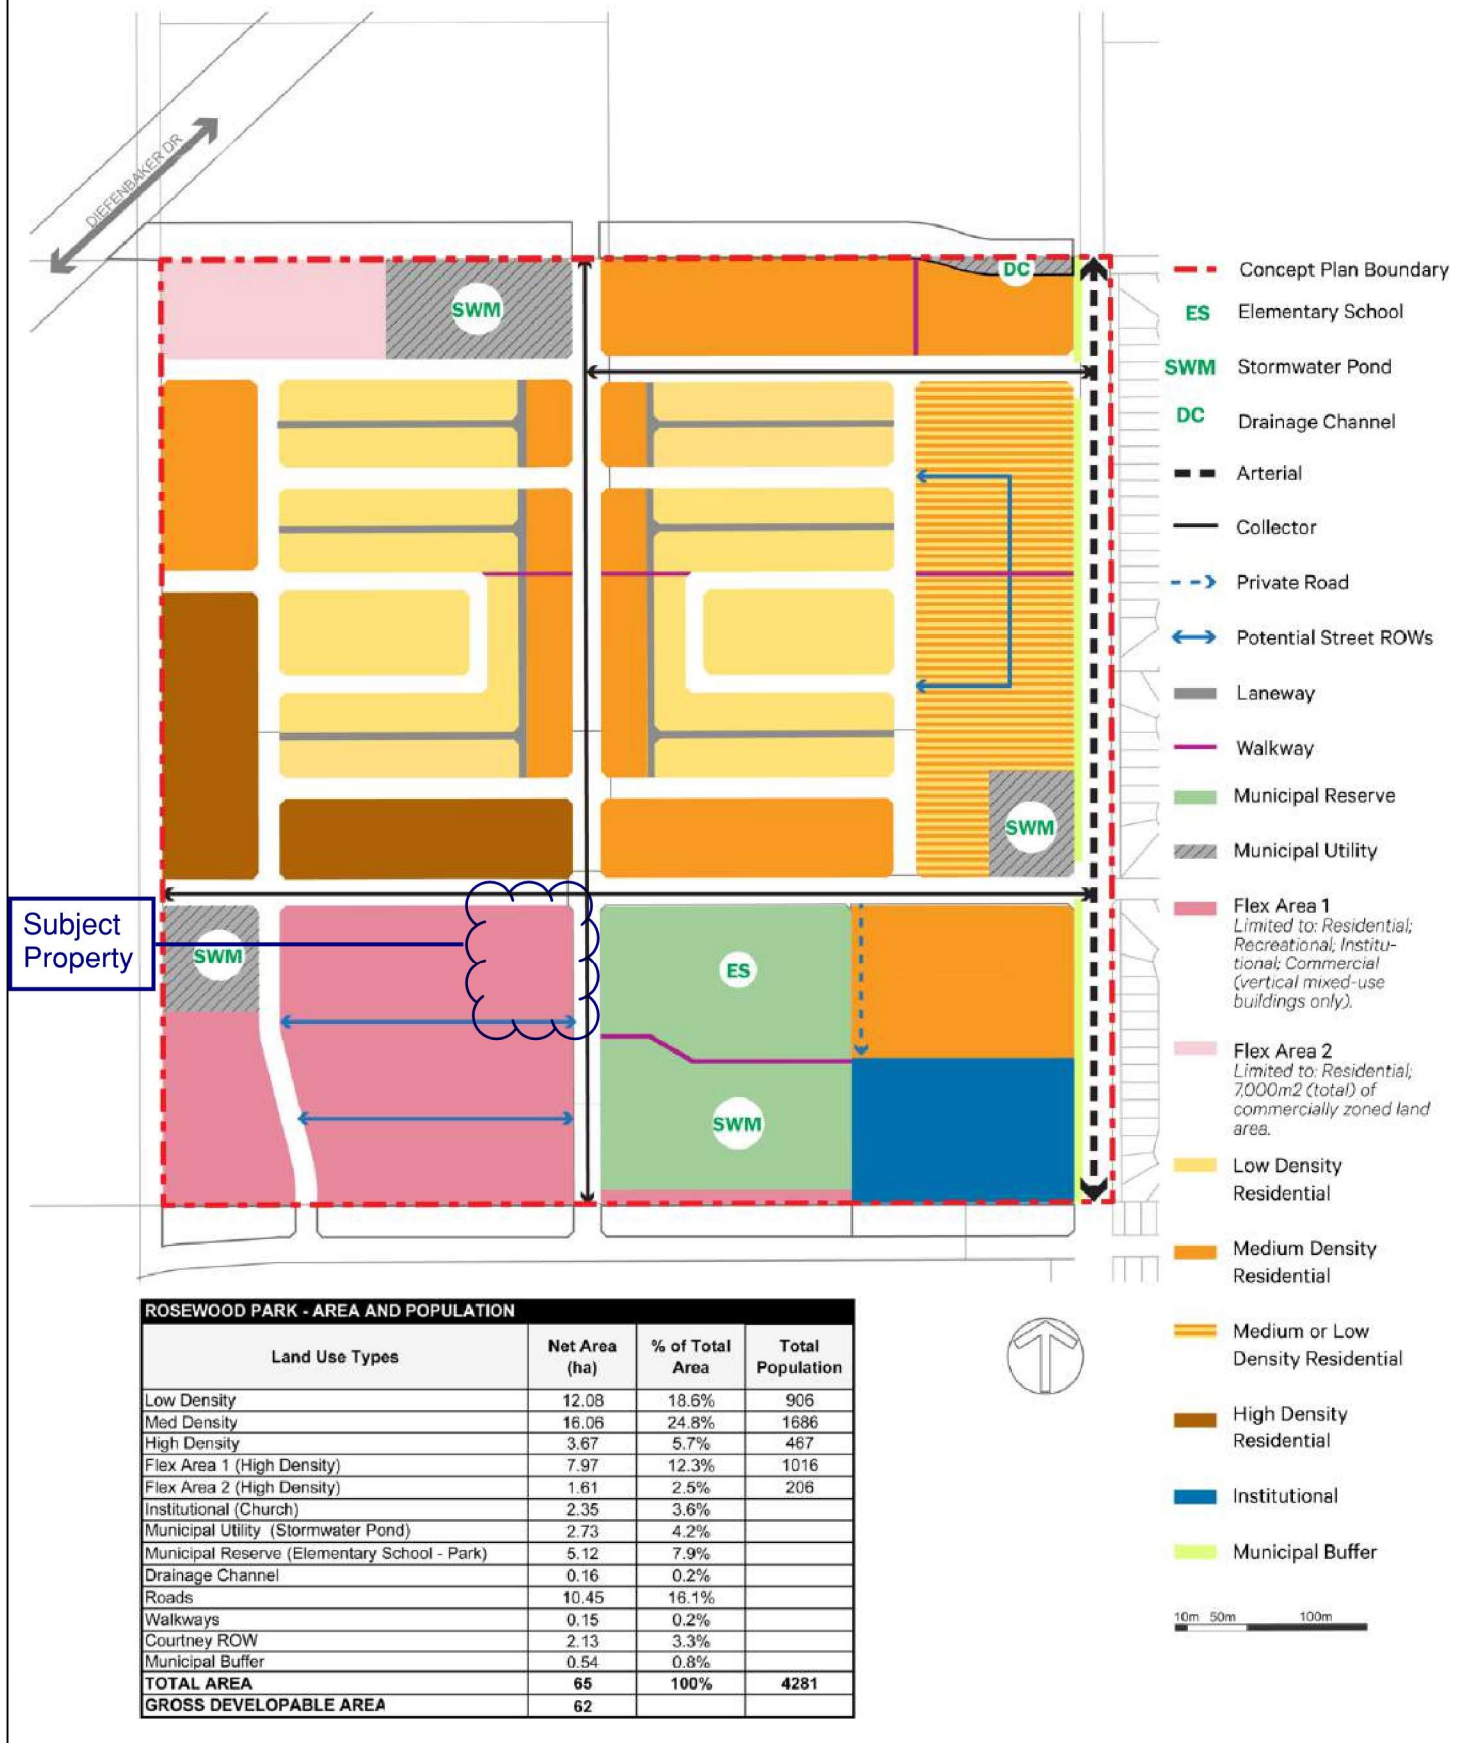 DIEFENBAKER DR
SWM
DC
SWM
Subject
Property
SWM
ES
SWM
Concept Plan Boundary
ES Elementary School
SWM Stormwater Pond
DC Drainage Channel
Arterial
Collector
Private Road
Potential Street ROWs
Laneway
Walkway
Municipal Reserve
Municipal Utility
Flex Area 1
Limited to: Residential;
Recreational; Institu-
tional; Commercial
(vertical mixed-use
buildings only).
Flex Area 2
Limited to: Residential;
7,000m2 (total) of
commercially zoned land
area.
Low Density
Residential
Medium Density
Residential
Medium or Low
Density Residential
High Density
Residential
Institutional
Municipal Buffer
10m 50m 100m
ROSEWOOD PARK - AREA AND POPULATION
Land Use Types Net Area (ha) % of Total Area Total Population
Low Density 12.08 18.6% 906
Med Density 16.06 24.8% 1686
High Density 3.67 5.7% 467
Flex Area 1 (High Density) 7.97 12.3% 1016
Flex Area 2 (High Density) 1.61 2.5% 206
Institutional (Church) 2.35 3.6%
Municipal Utility (Stormwater Pond) 2.73 4.2%
Municipal Reserve (Elementary School - Park) 5.12 7.9%
Drainage Channel 0.16 0.2%
Roads 10.45 16.1%
Walkways 0.15 0.2%
Courtney ROW 2.13 3.3%
Municipal Buffer 0.54 0.8%
TOTAL AREA 65 100% 4281
GROSS DEVELOPABLE AREA 62